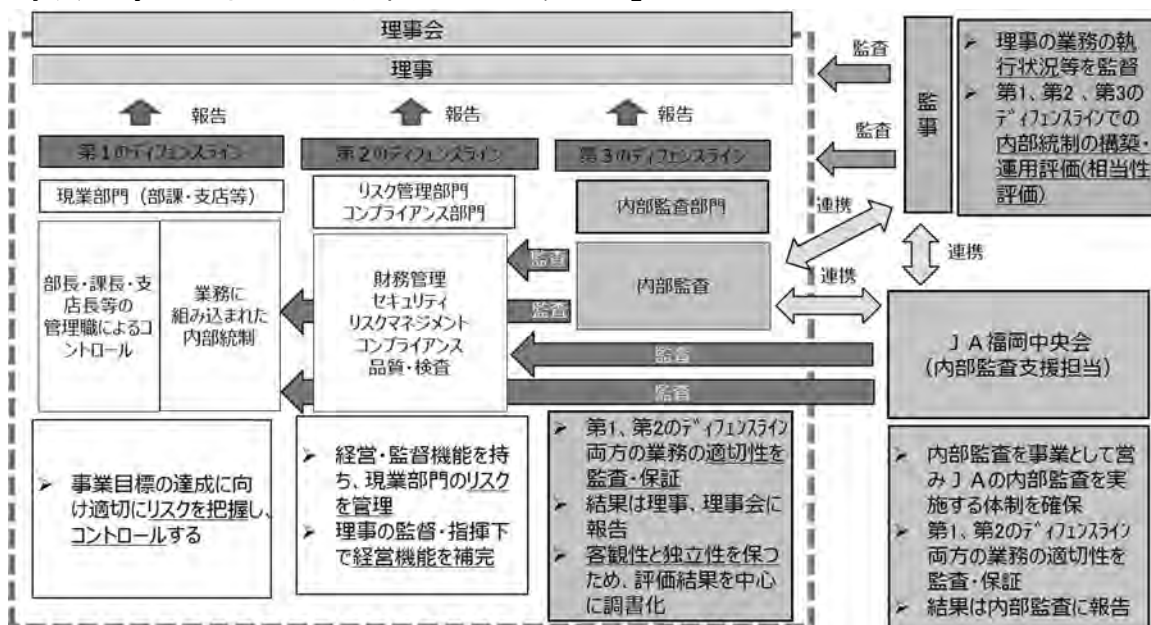 理事会
理事
報告
報告
報告
監査
監査
監事
➢ 理事の業務の執
行状況等を監督
➢ 第1、第2、第3の
ディフェンスラインでの
内部統制の構築・
運用評価(相当性
評価)
第1のディフェンスライン
第2のディフェンスライン
第3のディフェンスライン
現業部門（部課・支店等）
リスク管理部門
コンプライアンス部門
内部監査部門
部長・課長・支
店長等の
管理職によるコ
ントロール
業務に
組み込まれた
内部統制
財務管理
セキュリティ
リスクマネジメント
コンプライアンス
品質・検査
監査
監査
内部監査
連携
連携
連携
監査
監査
ＪＡ福岡中央会
(内部監査支援担当)
➢ 事業目標の達成に向
け適切にリスクを把握し、
コントロールする
➢ 経営・監督機能を持
ち、現業部門のリスク
を管理
➢ 理事の監督・指揮下
で経営機能を補完
➢ 第1、第2のディフェンスライン
両方の業務の適切性を
監査・保証
➢ 結果は理事、理事会に
報告
➢ 客観性と独立性を保つ
ため、評価結果を中心
に調書化
➢ 内部監査を事業として営
みＪＡの内部監査を実
施する体制を確保
➢ 第1、第2のディフェンスライン
両方の業務の適切性を
監査・保証
➢ 結果は内部監査に報告